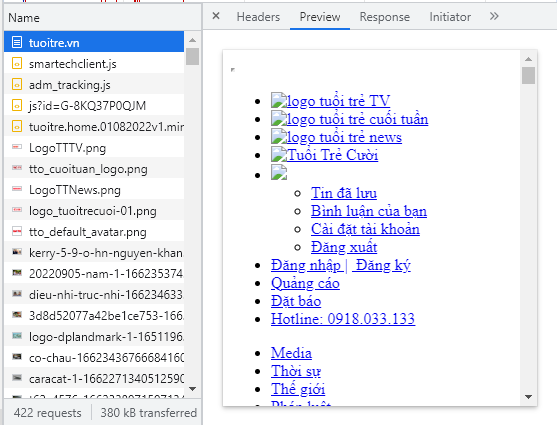 Name
tuoitre.vn
smartechclient.js
adm_tracking.js
js?id=G-8KQ37P0QJM
tuoitre.home.01082022v1.min
LogoTTTV.png
tto_cuoituan_logo.png
LogoTTNews.png
logo_tuoitrecuoi-01.png
tto_default_avatar.png
kerry-5-9-o-hn-nguyen-khan
20220905-nam-1-166235374
dieu-nhi-truc-nhi-166234633
3d8d52077a42be1ce753-166
logo-dplandmark-1-1651196
co-chau-16623436766684160
caracat-1-1662271340512590
422 requests
380 kB transferred
Headers
Preview
Response
Initiator
logo tuổi trẻ TV
logo tuổi trẻ cuối tuần
logo tuổi trẻ news
Tuổi Trẻ Cười
Tin đã lưu
Bình luận của bạn
Cài đặt tài khoản
Đăng xuất
Đăng nhập | Đăng ký
Quảng cáo
Đặt báo
Hotline: 0918.033.133
Media
Thời sự
Thế giới
Pháp luật